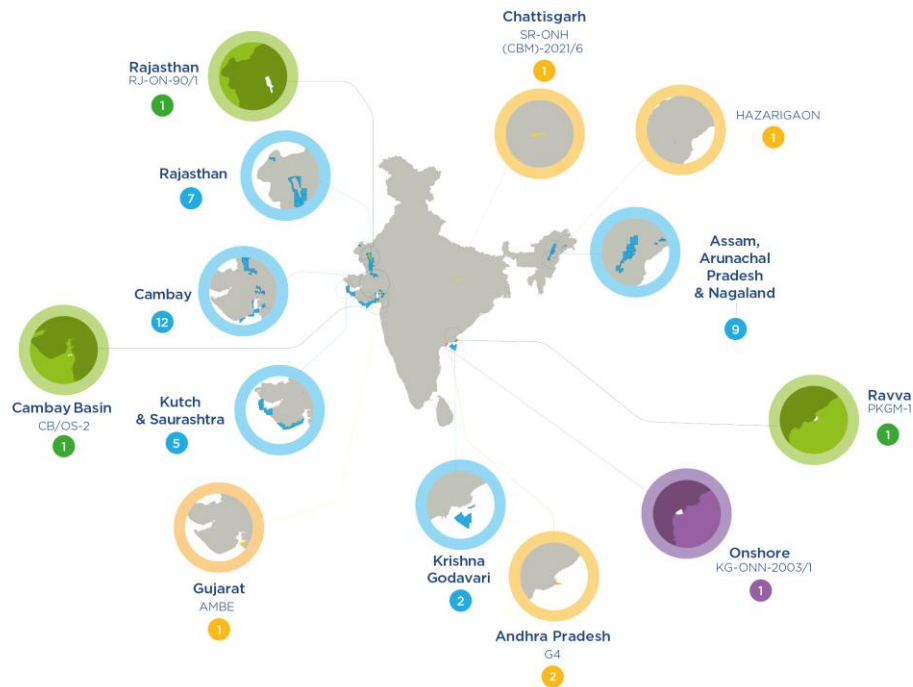 Chattisgarh
SR-ONH
(CBM)-2021/6
1
Rajasthan
RJ-ON-90/1
1
HAZARIGAON
1
Rajasthan
7
Assam,
Arunachal
Pradesh
& Nagaland
9
Cambay
12
Cambay Basin
CB/OS-2
1
Kutch
& Saurashtra
5
Ravva
PKGM-1
1
Gujarat
AMBE
1
Krishna
Godavari
2
Onshore
KG-ONN-2003/1
1
Andhra Pradesh
G4
2